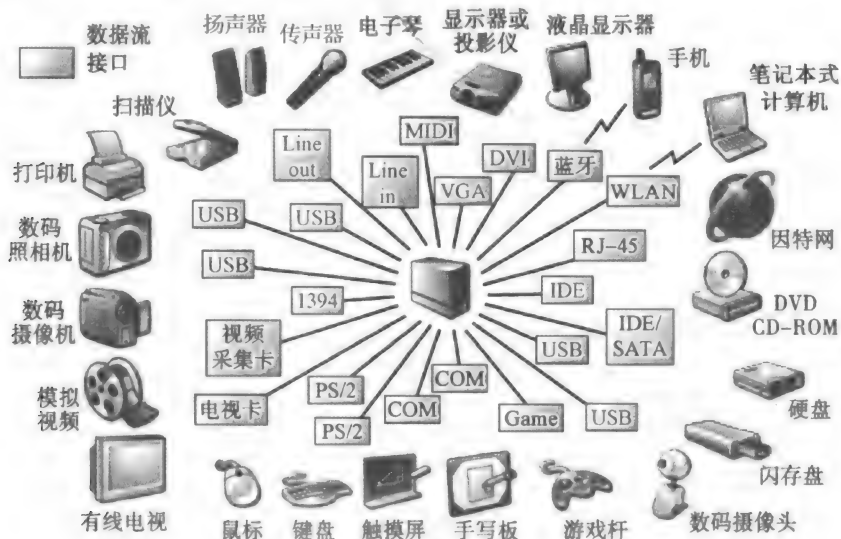 数据流
接口
扬声器
传声器
电子琴
显示器或
投影仪
液晶显示器
手机
笔记本式
计算机
扫描仪
打印机
数码
照相机
数码
摄像机
模拟
视频
有线电视
Line
out
Line
in
MIDI
VGA
DVI
蓝牙
WLAN
USB
USB
USB
1394
视频
采集卡
电视卡
PS/2
PS/2
COM
COM
Game
USB
USB
IDE/
SATA
IDE
RJ-45
因特网
DVD
CD-ROM
硬盘
闪存盘
数码摄像头
鼠标
键盘
触摸屏
手写板
游戏杆